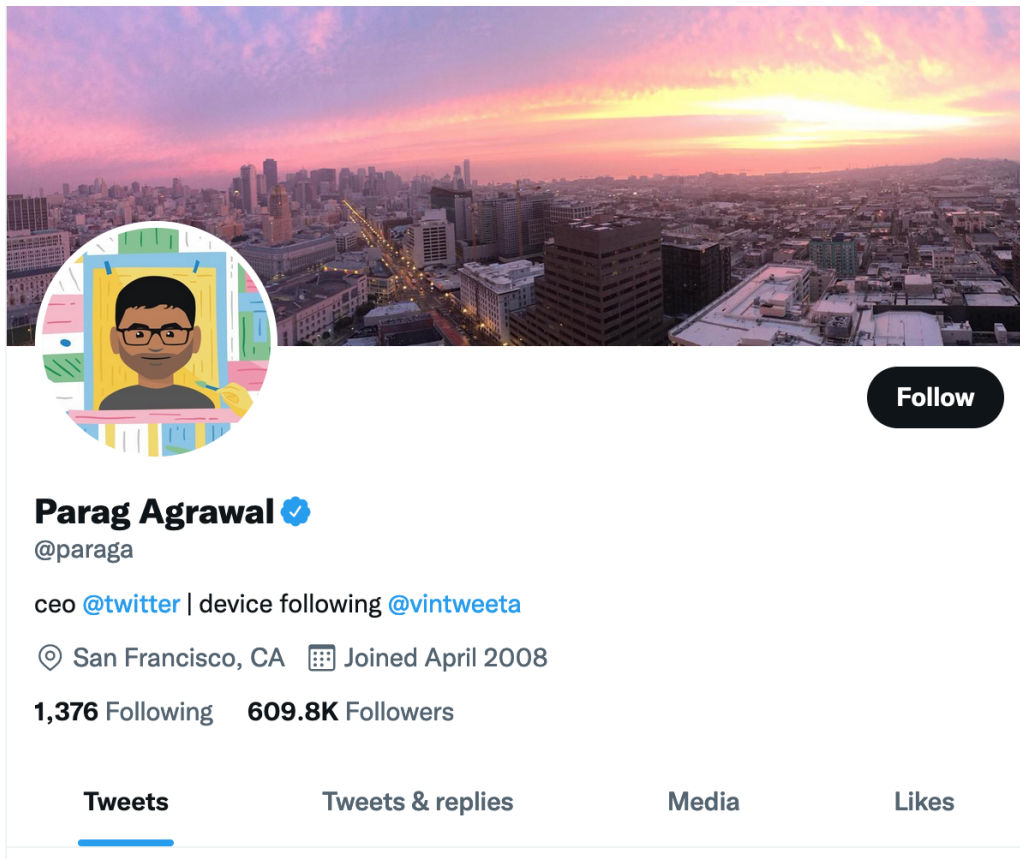 Follow
Parag Agrawal
@paraga
ceo @twitter | device following @vintweeta
San Francisco, CA Joined April 2008
1,376 Following 609.8K Followers
Tweets Tweets & replies Media Likes